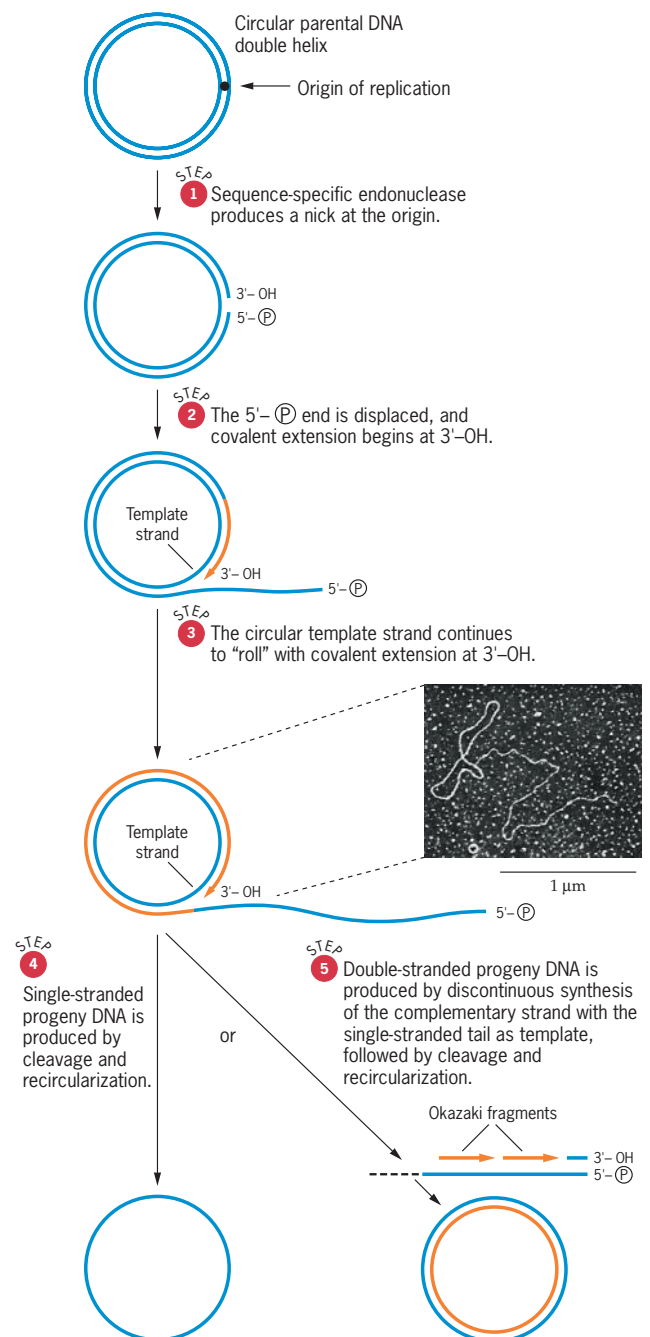 Circular parental DNA
double helix
Origin of replication
STEP
1 Sequence-specific endonuclease
produces a nick at the origin.
3'– OH
5'–Ⓟ
STEP
2 The 5'– Ⓟ end is displaced, and
covalent extension begins at 3'–OH.
Template
strand
3'– OH
5'–Ⓟ
STEP
3 The circular template strand continues
to “roll” with covalent extension at 3'–OH.
1 μm
Template
strand
3'– OH
5'–Ⓟ
STEP
4
Single-stranded
progeny DNA is
produced by
cleavage and
recircularization.
or
STEP
5 Double-stranded progeny DNA is
produced by discontinuous synthesis
of the complementary strand with the
single-stranded tail as template,
followed by cleavage and
recircularization.
Okazaki fragments
3'– OH
5'–Ⓟ